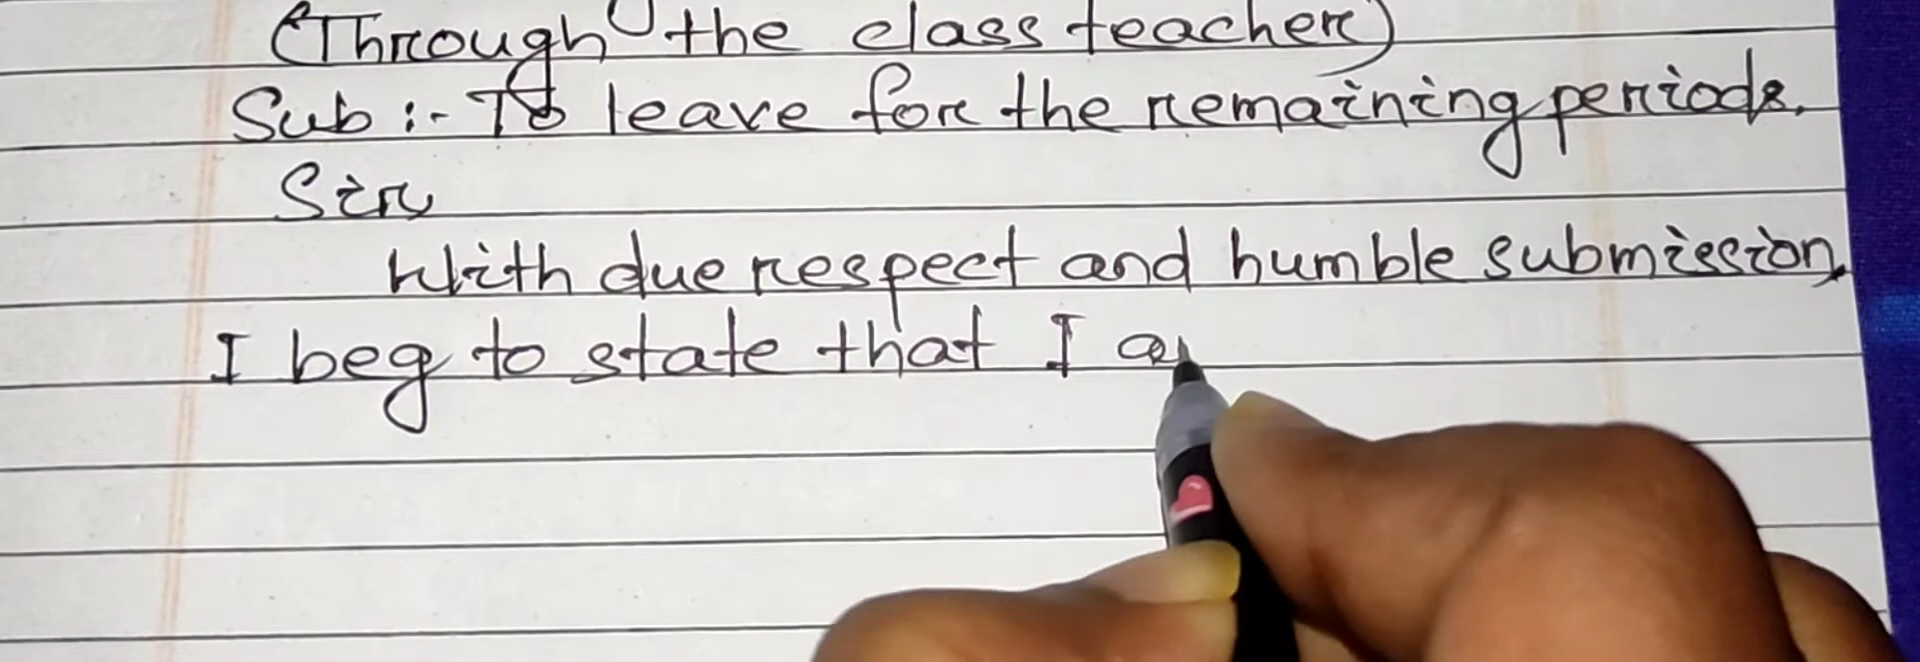 (Through the class teacher)
Sub :- To leave for the remaining periods.
Sir
With due respect and humble submission,
I beg to state that I a